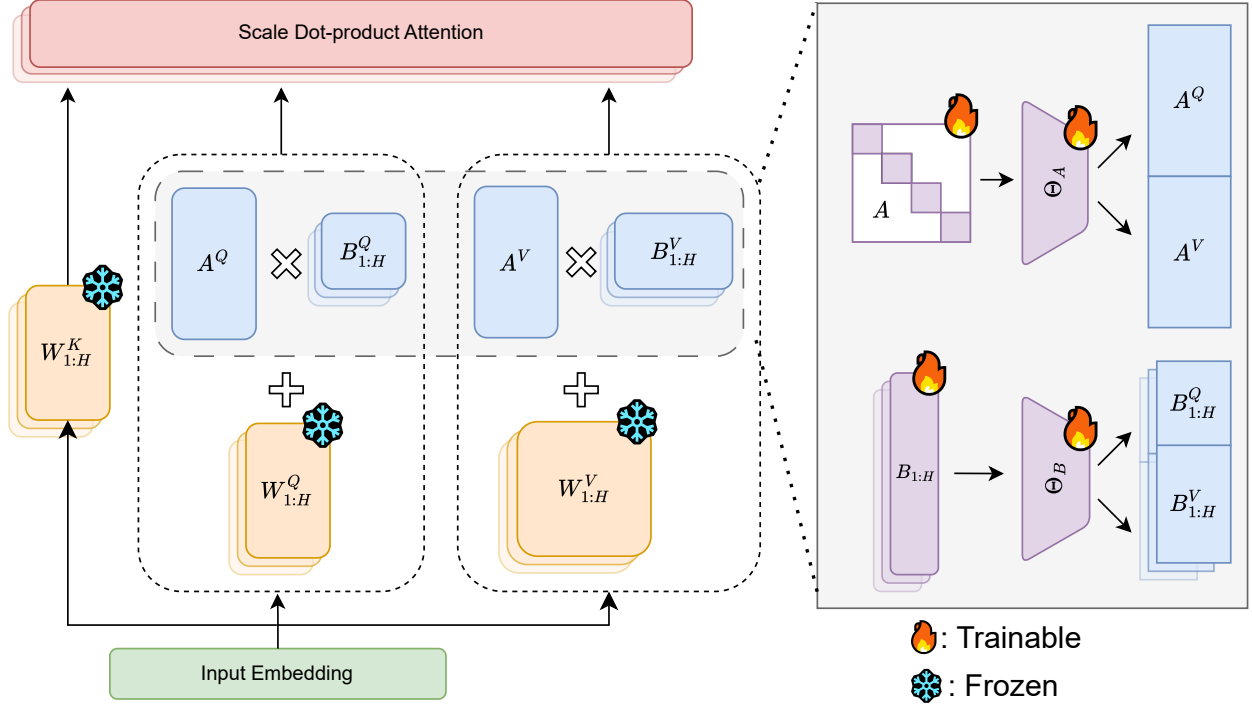 Scale Dot-product Attention
A^Q
B^Q_{1:H}
A^V
B^V_{1:H}
W^K_{1:H}
W^Q_{1:H}
W^V_{1:H}
Input Embedding
A
Θ_A
A^Q
A^V
B_{1:H}
Θ_B
B^Q_{1:H}
B^V_{1:H}
: Trainable
: Frozen